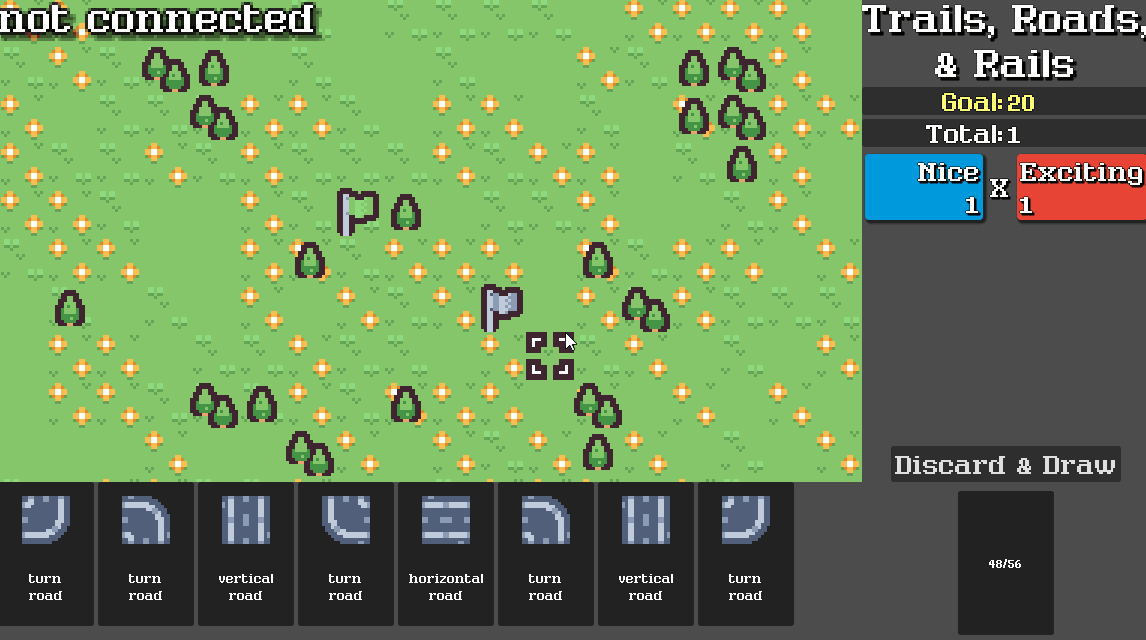 not connected
Trails, Roads,
& Rails
Goal: 20
Total: 1
Nice
1
X
Exciting
1
Discard & Draw
turn
road
turn
road
vertical
road
turn
road
horizontal
road
turn
road
vertical
road
turn
road
48/56